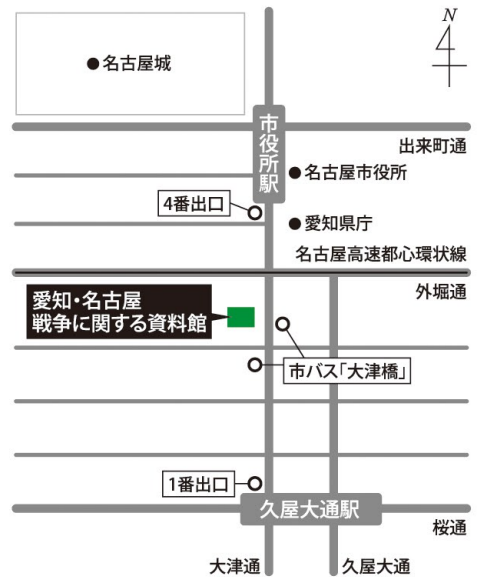 N
●名古屋城
市役所駅
出来町通
●名古屋市役所
4番出口
●愛知県庁
名古屋高速都心環状線
外堀通
愛知・名古屋
戦争に関する資料館
市バス「大津橋」
1番出口
久屋大通駅
桜通
大津通
久屋大通